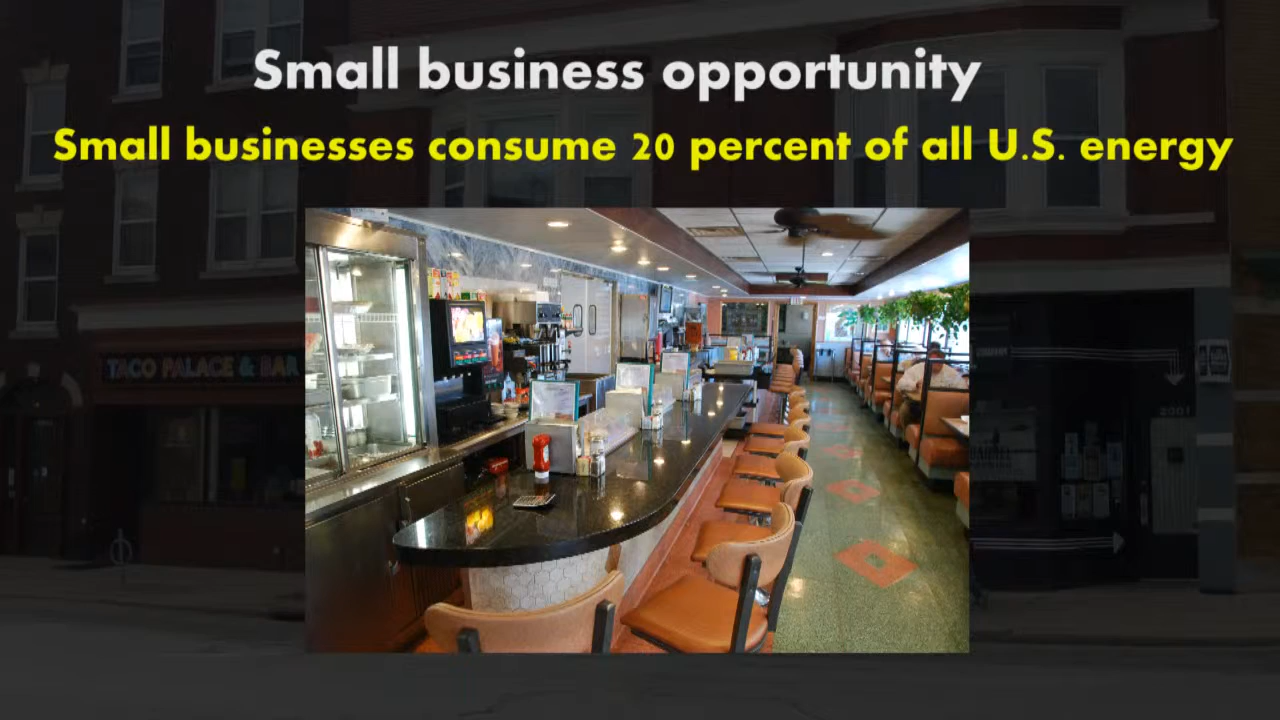 Small business opportunity
Small businesses consume 20 percent of all U.S. energy
TACO PALACE & BAR